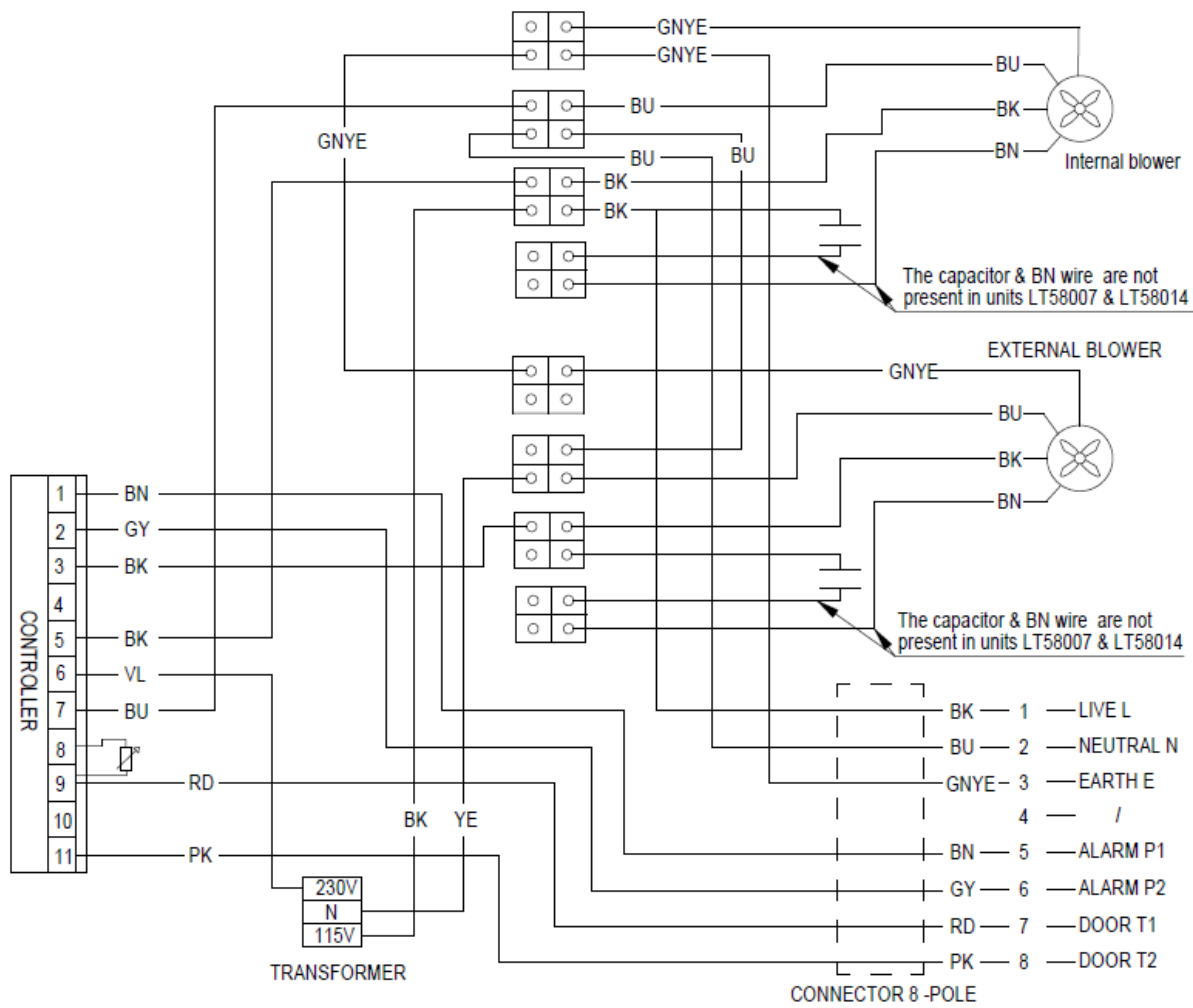 GNYE
GNYE
BU
BK
BN
Internal blower
BU
GNYE
BU
BU
BK
BK
The capacitor & BN wire are not
present in units LT58007 & LT58014
EXTERNAL BLOWER
GNYE
BU
BK
BN
The capacitor & BN wire are not
present in units LT58007 & LT58014
CONTROLLER
1 BN
2 GY
3 BK
4
5 BK
6 VL
7 BU
8
9 RD
10
11 PK
BK YE
230V
N
115V
TRANSFORMER
BK 1 LIVE L
BU 2 NEUTRAL N
GNYE 3 EARTH E
4 /
BN 5 ALARM P1
GY 6 ALARM P2
RD 7 DOOR T1
PK 8 DOOR T2
CONNECTOR 8 -POLE